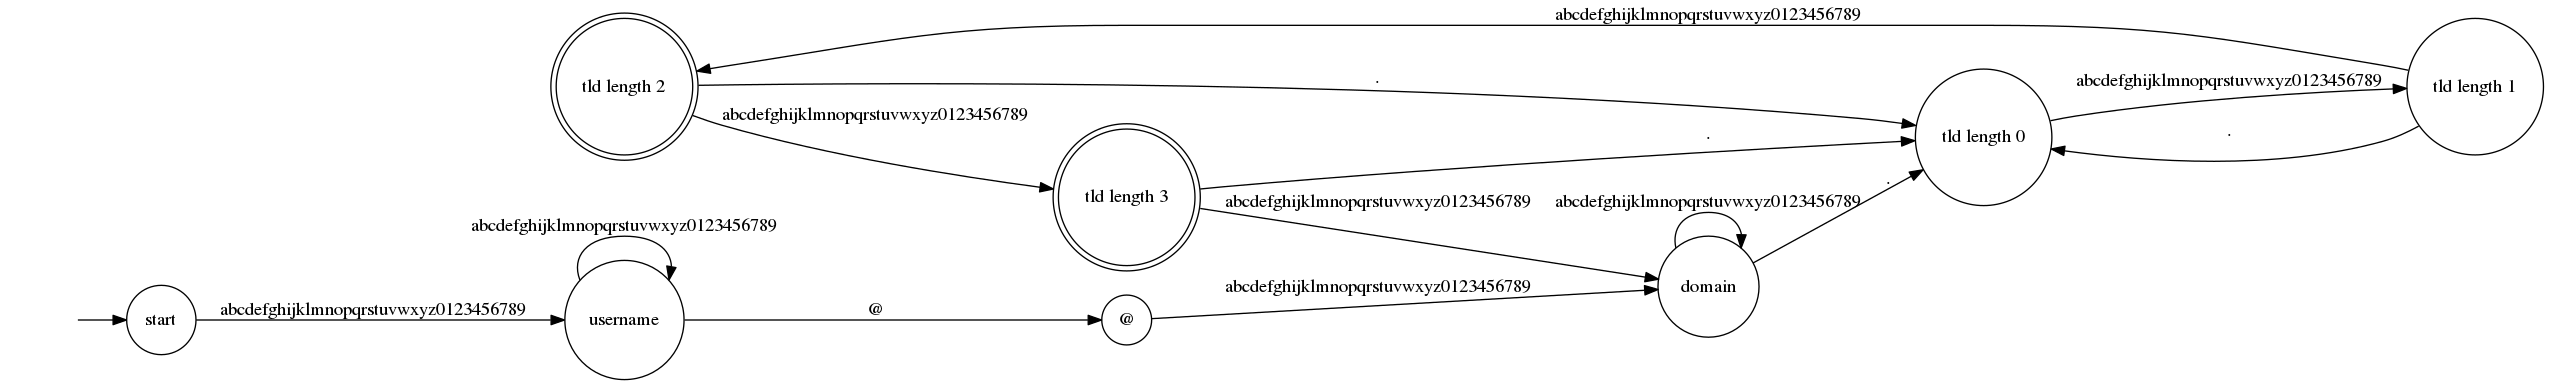 abcdefghijklmnopqrstuvwxyz0123456789
tld length 2
.
abcdefghijklmnopqrstuvwxyz0123456789
tld length 1
abcdefghijklmnopqrstuvwxyz0123456789
tld length 0
.
.
tld length 3
.
abcdefghijklmnopqrstuvwxyz0123456789
abcdefghijklmnopqrstuvwxyz0123456789
abcdefghijklmnopqrstuvwxyz0123456789
start
abcdefghijklmnopqrstuvwxyz0123456789
username
@
@
abcdefghijklmnopqrstuvwxyz0123456789
domain